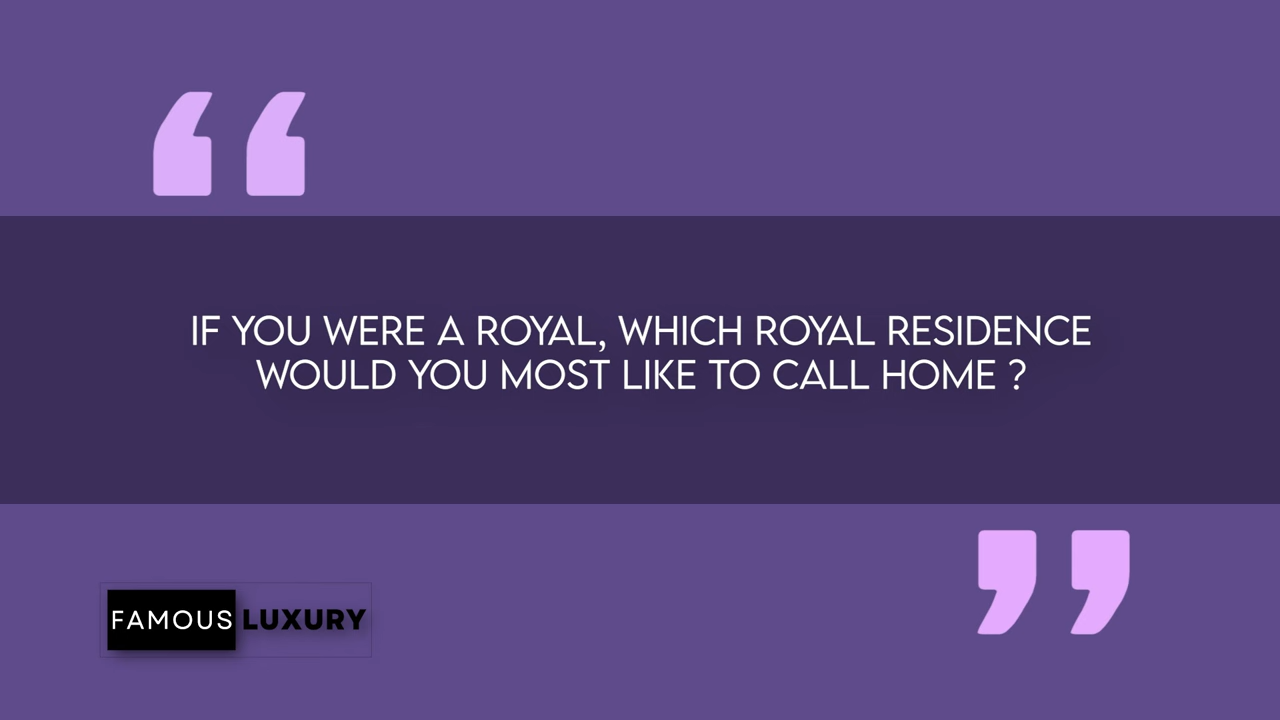 “
IF YOU WERE A ROYAL, WHICH ROYAL RESIDENCE
WOULD YOU MOST LIKE TO CALL HOME ?
”
FAMOUS LUXURY